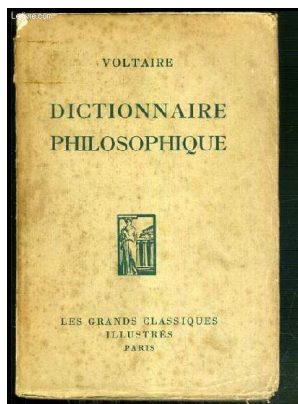 VOLTAIRE
DICTIONNAIRE
PHILOSOPHIQUE
LES GRANDS CLASSIQUES
ILLUSTRÉS
PARIS